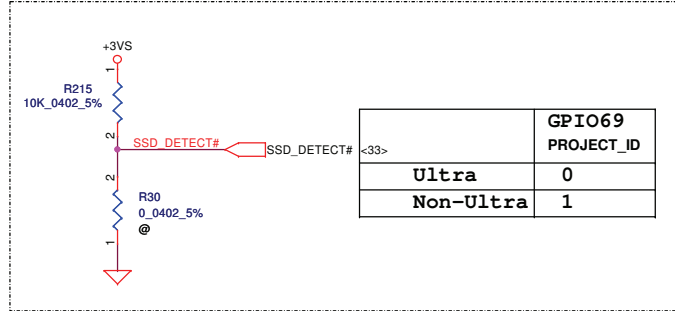 +3VS
1
R215
10K_0402_5%
2
SSD_DETECT#
SSD_DETECT# <33>
2
R30
0_0402_5%
@
1
GPIO69
PROJECT_ID
Ultra 0
Non-Ultra 1